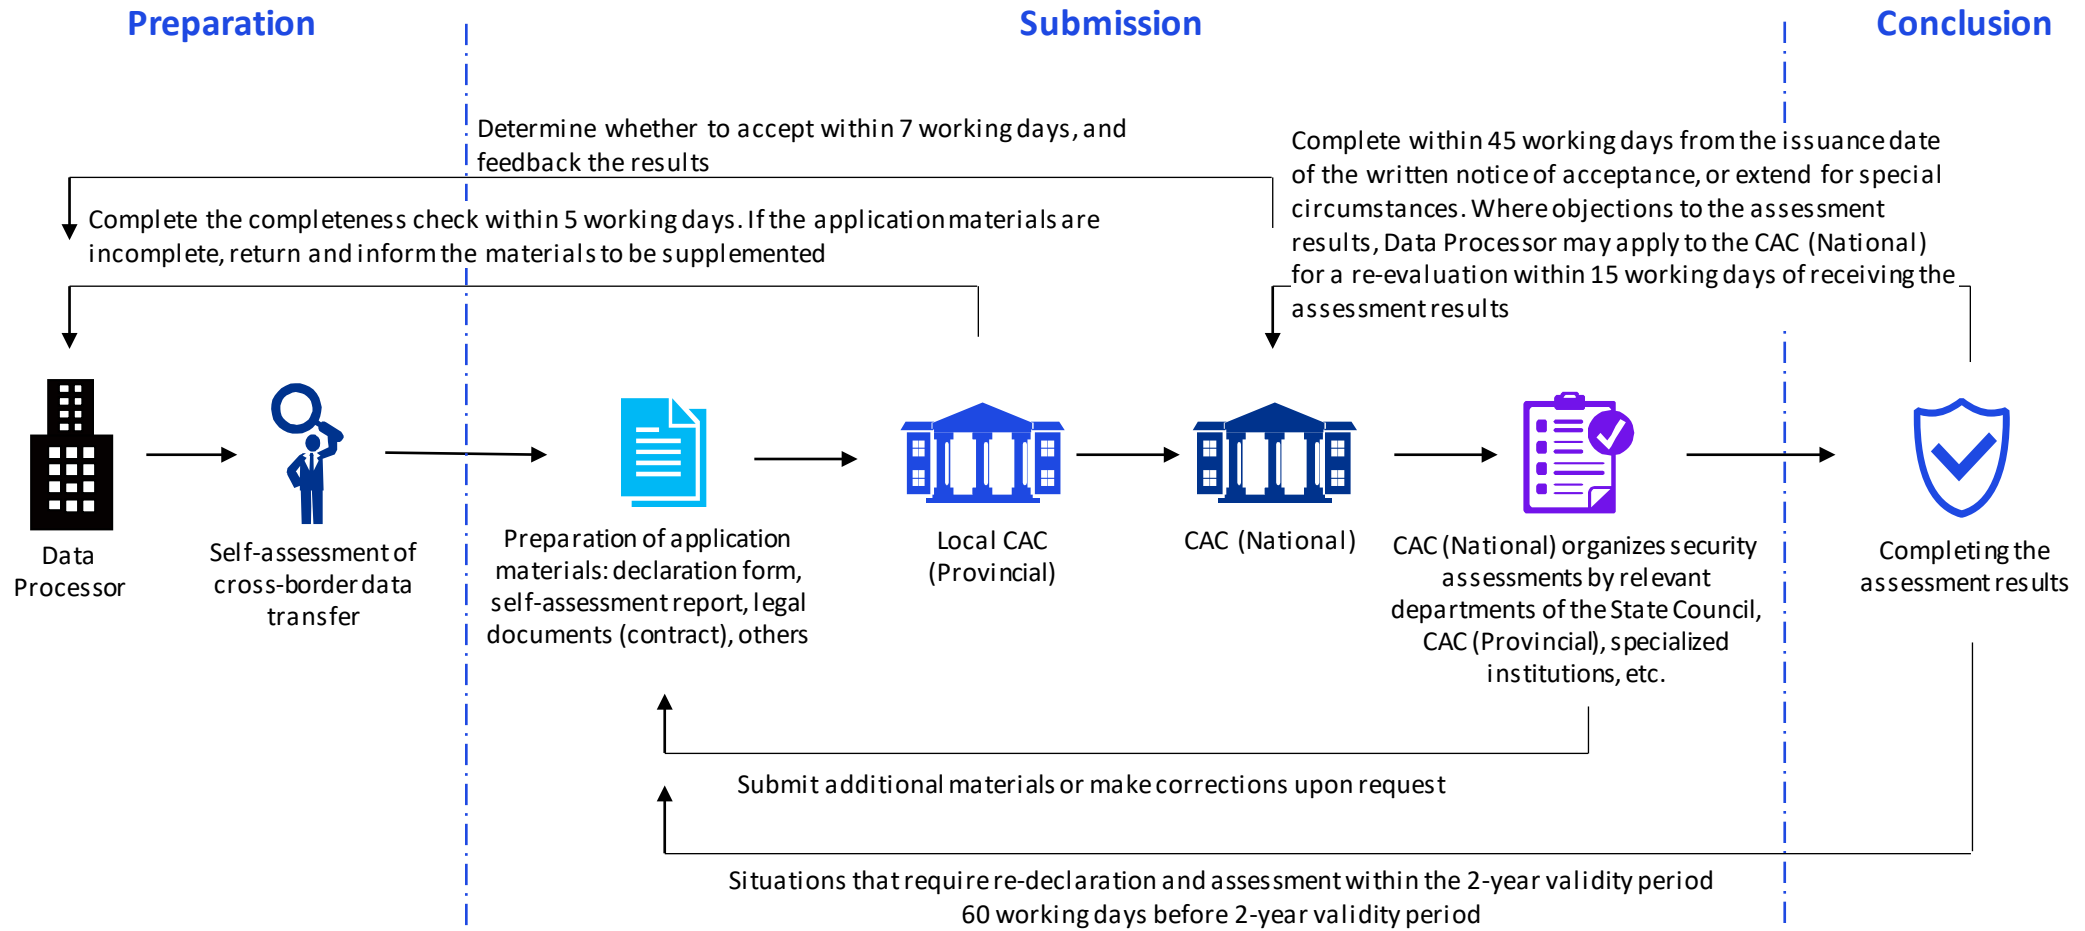 Preparation
Submission
Conclusion
Determine whether to accept within 7 working days, and
feedback the results
Complete within 45 working days from the issuance date
of the written notice of acceptance, or extend for special
circumstances. Where objections to the assessment
results, Data Processor may apply to the CAC (National)
for a re-evaluation within 15 working days of receiving the
assessment results
Complete the completeness check within 5 working days. If the application materials are
incomplete, return and inform the materials to be supplemented
Data
Processor
Self-assessment of
cross-border data
transfer
Preparation of application
materials: declaration form,
self-assessment report, legal
documents (contract), others
Local CAC
(Provincial)
CAC (National)
CAC (National) organizes security
assessments by relevant
departments of the State Council,
CAC (Provincial), specialized
institutions, etc.
Completing the
assessment results
Submit additional materials or make corrections upon request
Situations that require re-declaration and assessment within the 2-year validity period
60 working days before 2-year validity period